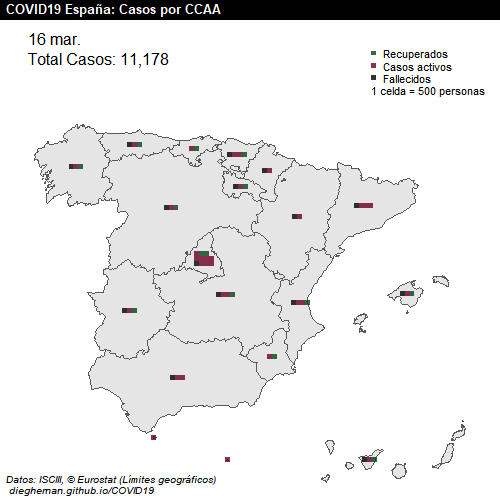 COVID19 España: Casos por CCAA
16 mar.
Total Casos: 11,178
Recuperados
Casos activos
Fallecidos
1 celda = 500 personas
Datos: ISCIII, © Eurostat (Límites geográficos)
diegheman.github.io/COVID19